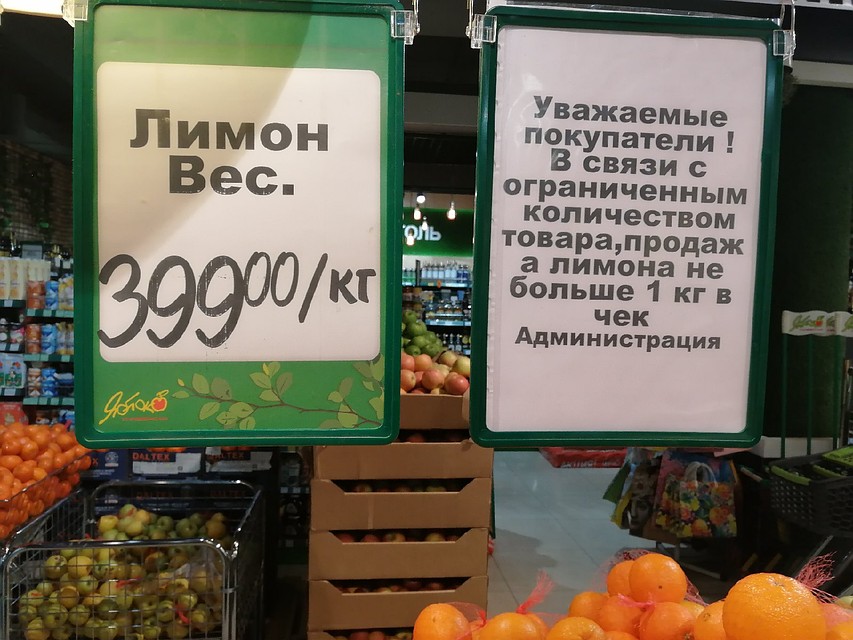 Лимон
Вес.
39900/кг
Яблоко
Уважаемые
покупатели !
В связи с
ограниченным
количеством
товара,продаж
а лимона не
больше 1 кг в
чек
Администрация
оль
DALTEX